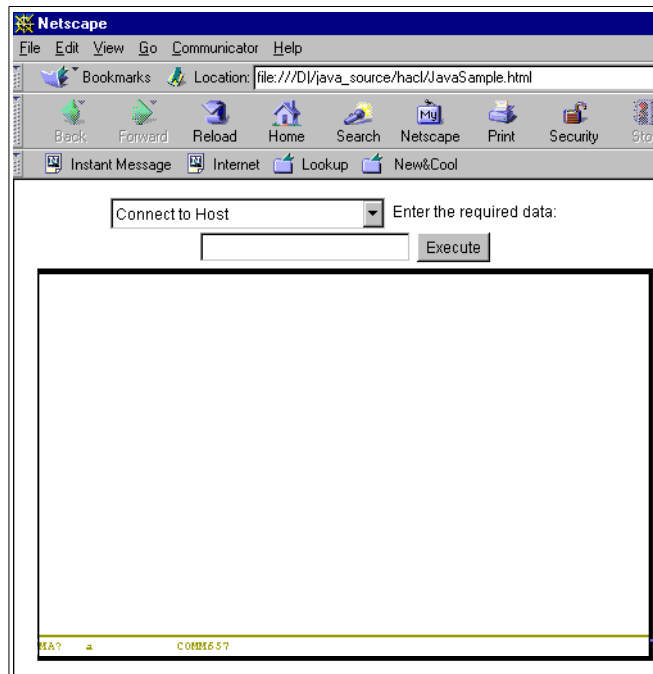 Netscape
File Edit View Go Communicator Help
Bookmarks Location: file:///D|/java_source/hacl/JavaSample.html
Back Forward Reload Home Search My Netscape Print Security Sto
Instant Message Internet Lookup New&Cool
Connect to Host Enter the required data:
Execute
MA? a COMM657